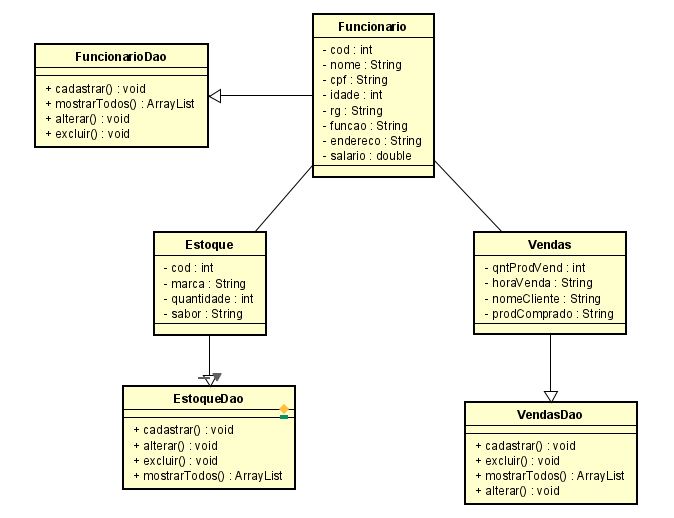 Funcionario
- cod : int
- nome : String
- cpf : String
- idade : int
- rg : String
- funcao : String
- endereco : String
- salario : double
FuncionarioDao
+ cadastrar() : void
+ mostrarTodos() : ArrayList
+ alterar() : void
+ excluir() : void
Estoque
- cod : int
- marca : String
- quantidade : int
- sabor : String
Vendas
- qntProdVend : int
- horaVenda : String
- nomeCliente : String
- prodComprado : String
EstoqueDao
+ cadastrar() : void
+ alterar() : void
+ excluir() : void
+ mostrarTodos() : ArrayList
VendasDao
+ cadastrar() : void
+ excluir() : void
+ mostrarTodos() : ArrayList
+ alterar() : void